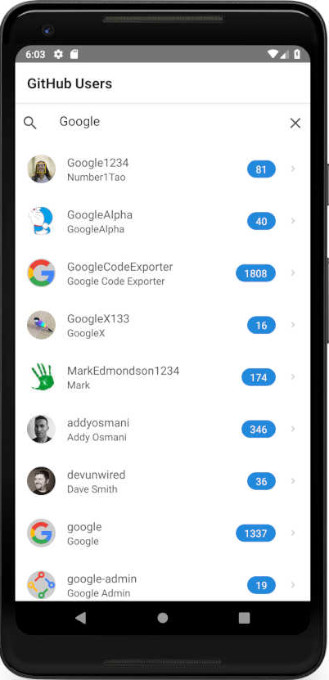 6:03
GitHub Users
Google
Google1234
Number1Tao
81
GoogleAlpha
GoogleAlpha
40
GoogleCodeExporter
Google Code Exporter
1808
GoogleX133
GoogleX
16
MarkEdmondson1234
Mark
174
addyosmani
Addy Osmani
346
devunwired
Dave Smith
36
google
Google
1337
google-admin
Google Admin
19